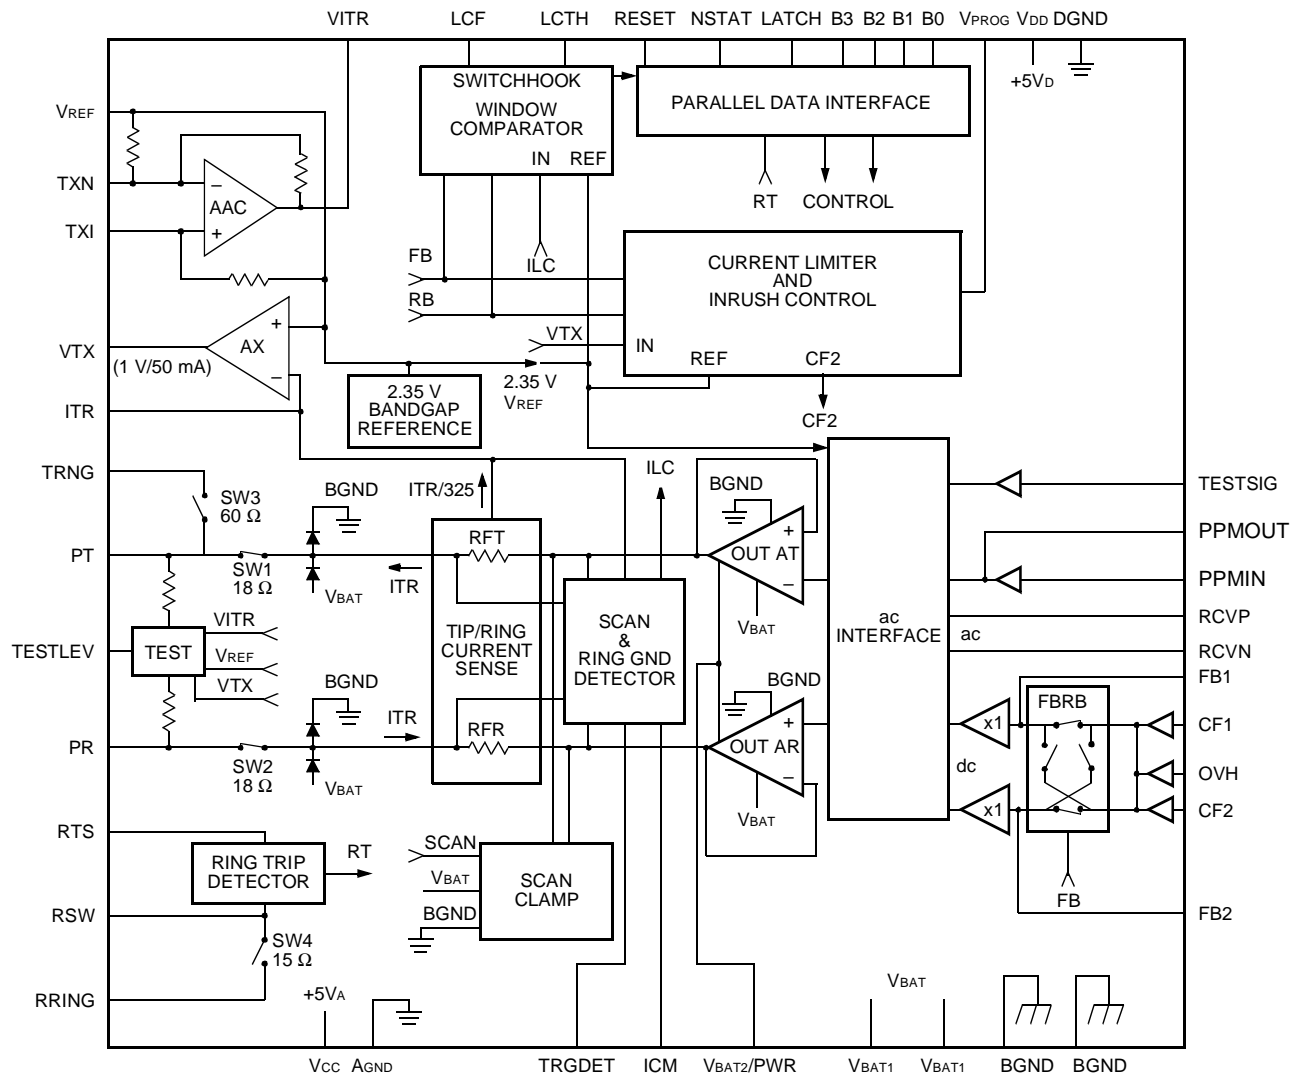 VITR LCF LCTH RESET NSTAT LATCH B3 B2 B1 B0 VPROG VDD DGND
+5VD
SWITCHHOOK
WINDOW
COMPARATOR
IN REF
PARALLEL DATA INTERFACE
RT CONTROL
VREF
TXN
TXI
−
AAC
+
FB
RB
ILC
CURRENT LIMITER
AND
INRUSH CONTROL
VTX
IN
REF CF2
CF2
VTX
(1 V/50 mA)
+
AX
−
2.35 V
BANDGAP
REFERENCE
2.35 V
VREF
ITR
TRNG
SW3
60 Ω
BGND
ITR/325
ILC
BGND
TESTSIG
PPMOUT
PT
SW1
18 Ω
VBAT
ITR
RFT
+
OUT AT
−
VBAT
PPMIN
VITR
TESTLEV
TEST
VREF
VTX
TIP/RING
CURRENT
SENSE
SCAN
&
RING GND
DETECTOR
ac
INTERFACE
ac
RCVP
RCVN
FB1
BGND
ITR
BGND
FBRB
PR
SW2
18 Ω
VBAT
RFR
+
OUT AR
−
VBAT
x1
dc
x1
CF1
OVH
CF2
FB
FB2
RTS
RING TRIP
DETECTOR
RT
SCAN
VBAT
BGND
SCAN
CLAMP
RSW
SW4
15 Ω
RRING
+5VA
VBAT
VCC AGND TRGDET ICM VBAT2/PWR VBAT1 VBAT1 BGND BGND